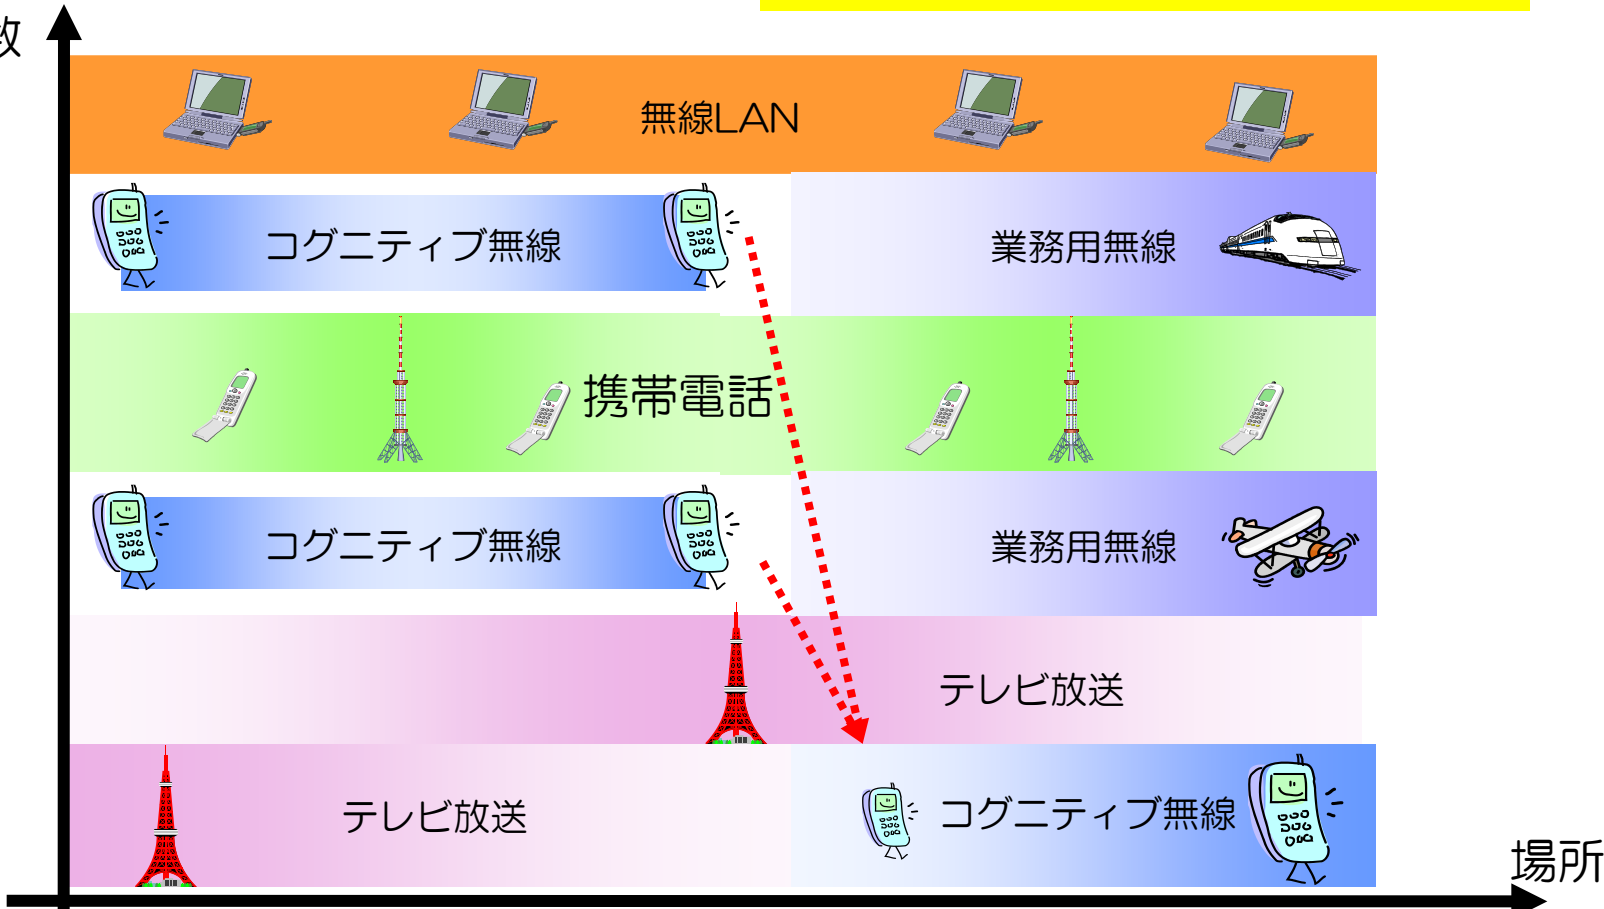 数
無線LAN
コグニティブ無線
業務用無線
携帯電話
コグニティブ無線
業務用無線
テレビ放送
テレビ放送
コグニティブ無線
場所